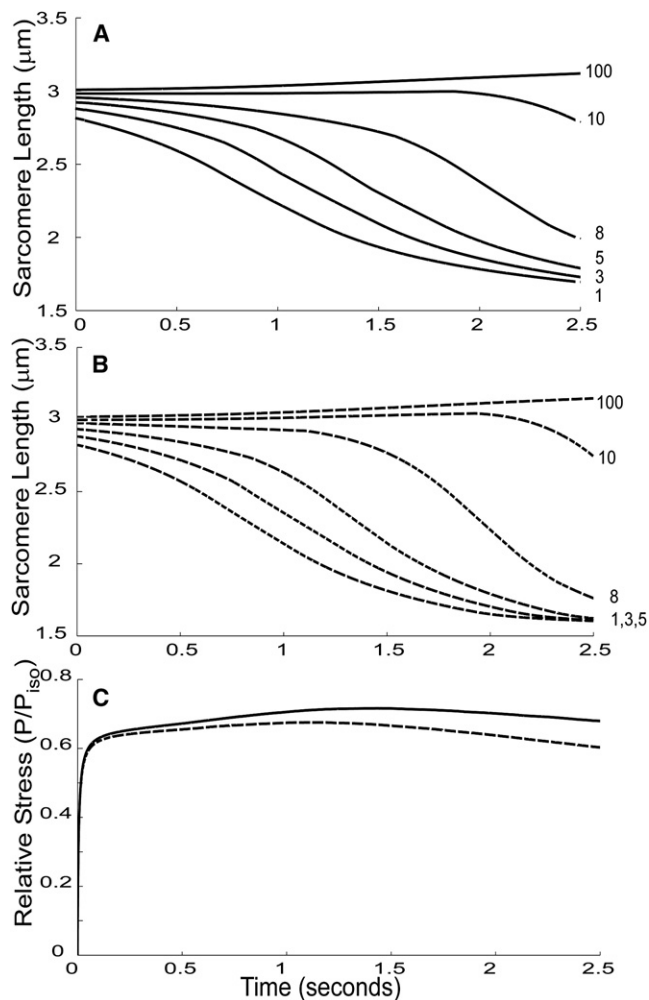 A
3.5
3
2.5
2
1.5
Sarcomere Length (μm)
100
10
8
5
3
1
0 0.5 1 1.5 2 2.5
B
3.5
3
2.5
2
1.5
Sarcomere Length (μm)
100
10
8
1,3,5
0 0.5 1 1.5 2 2.5
C
0.8
0.6
0.4
0.2
0
Relative Stress (P/Piso)
0 0.5 1 1.5 2 2.5
Time (seconds)